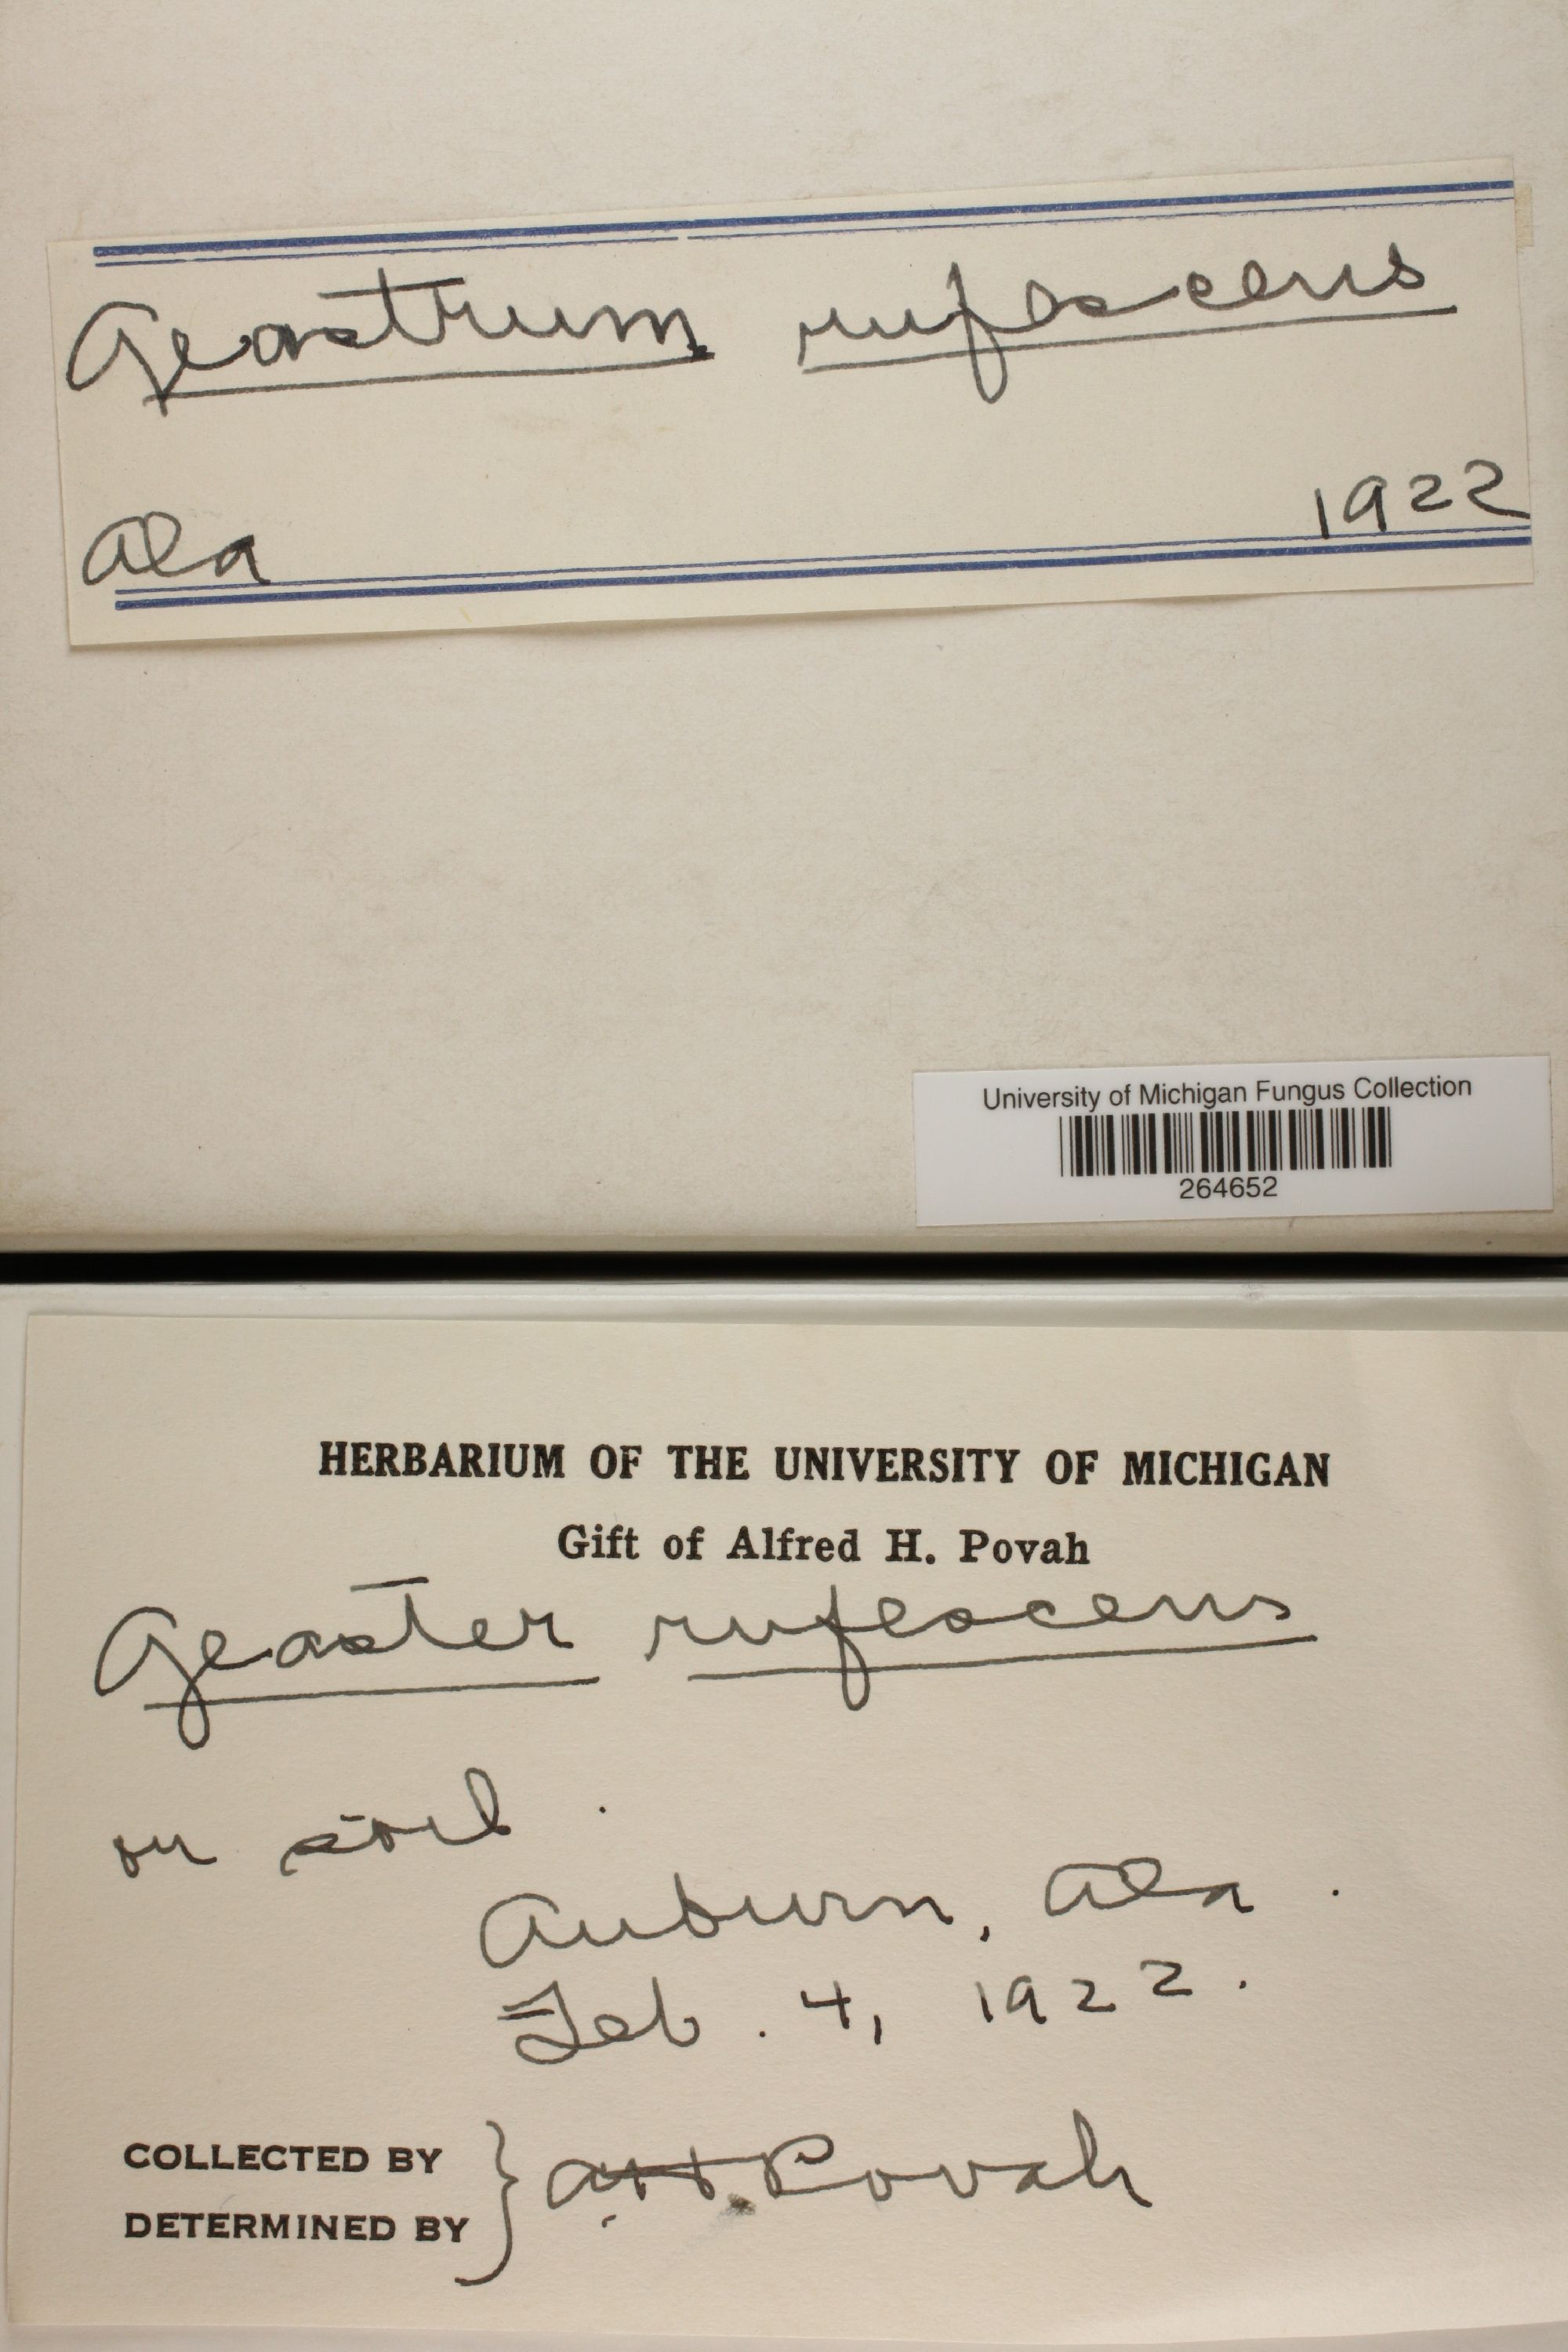 Geastrum rufescens
Ala 1922
University of Michigan Fungus Collection
264652
HERBARIUM OF THE UNIVERSITY OF MICHIGAN
Gift of Alfred H. Povah
Geaster rufescens
on soil.
Auburn, Ala.
Feb. 4, 1922.
COLLECTED BY
DETERMINED BY } AH Povah